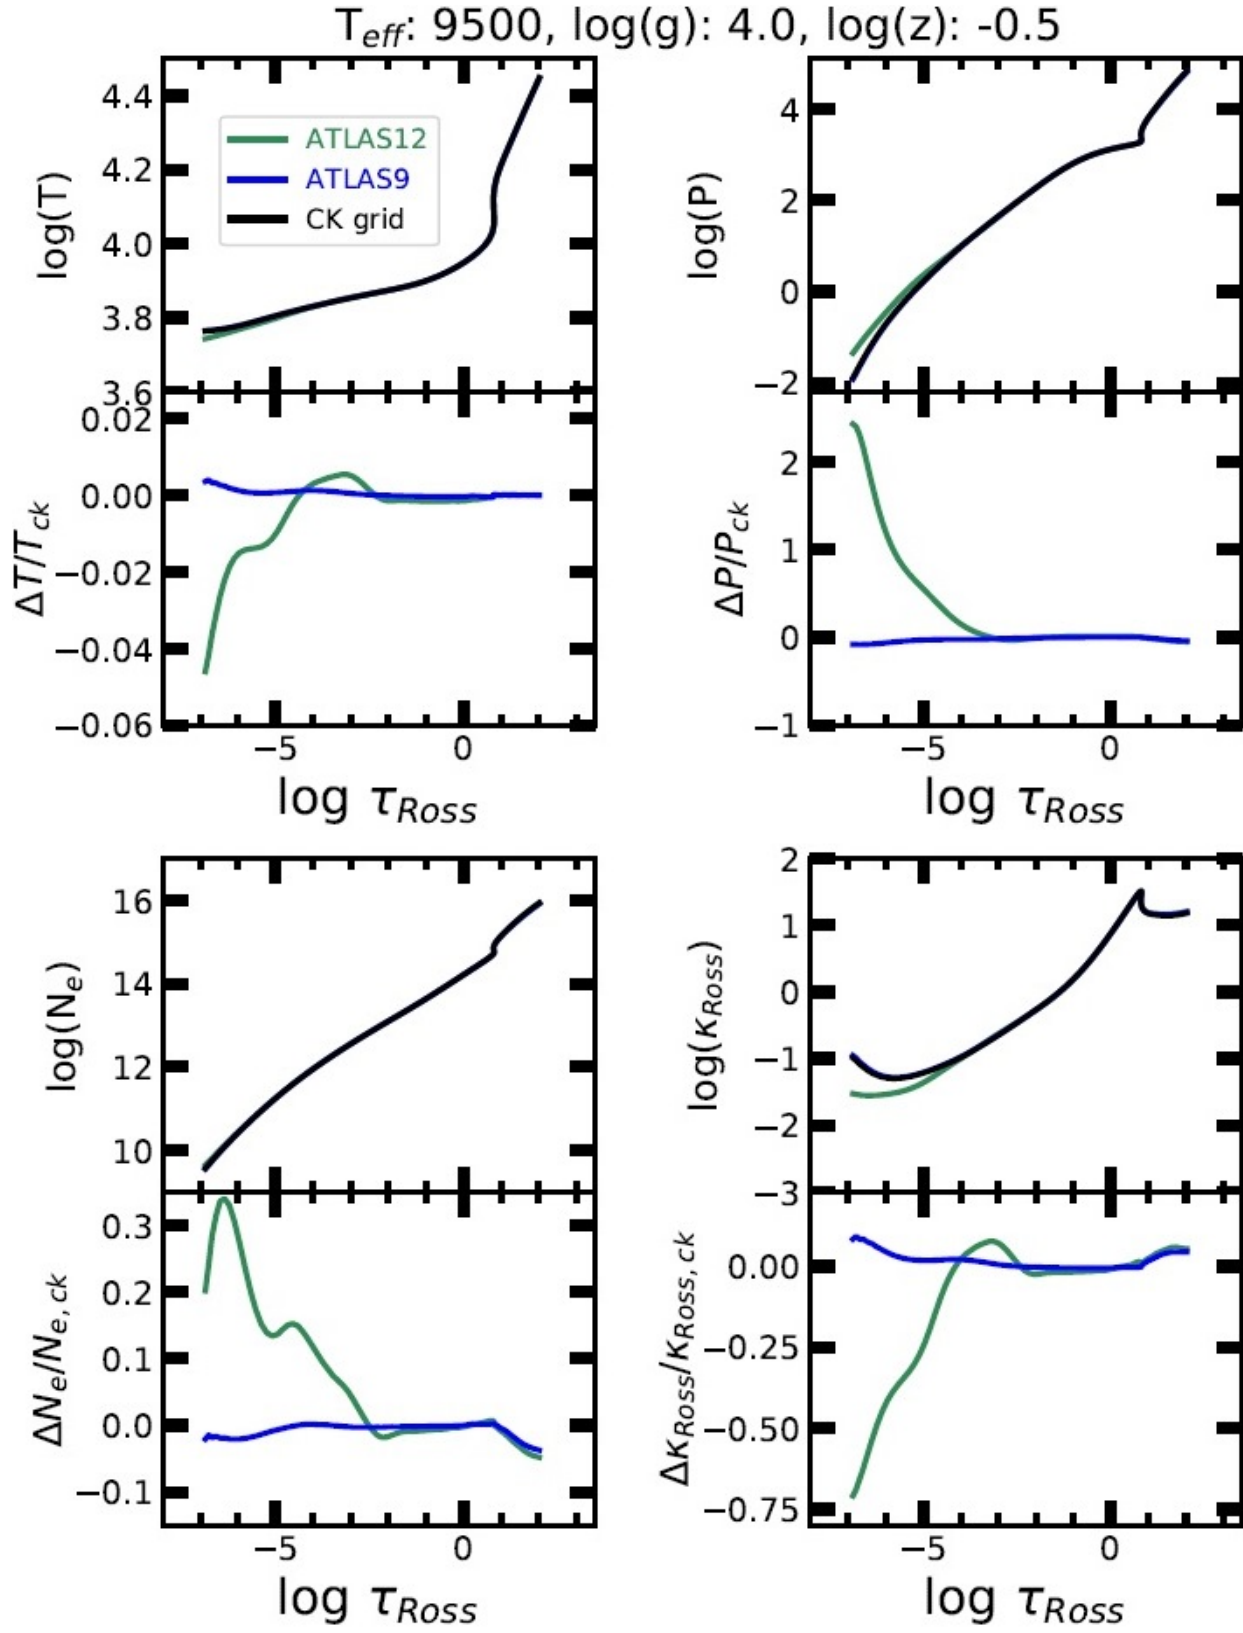 T_eff: 9500, log(g): 4.0, log(z): -0.5
log(T)
4.4
4.2
4.0
3.8
3.6
ATLAS12
ATLAS9
CK grid
log(P)
4
2
0
−2
ΔT/T_ck
0.02
0.00
−0.02
−0.04
−0.06
−5
0
log τ_Ross
ΔP/P_ck
2
1
0
−1
−5
0
log τ_Ross
log(N_e)
16
14
12
10
log(κ_Ross)
2
1
0
−1
−2
−3
ΔN_e/N_e, ck
0.3
0.2
0.1
0.0
−0.1
−5
0
log τ_Ross
Δκ_Ross/κ_Ross, ck
0.00
−0.25
−0.50
−0.75
−5
0
log τ_Ross